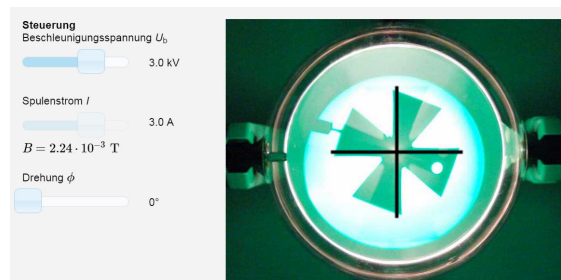 Steuerung
Beschleunigungsspannung U_b
3.0 kV
Spulenstrom I
3.0 A
B = 2.24 · 10⁻³ T
Drehung ϕ
0°